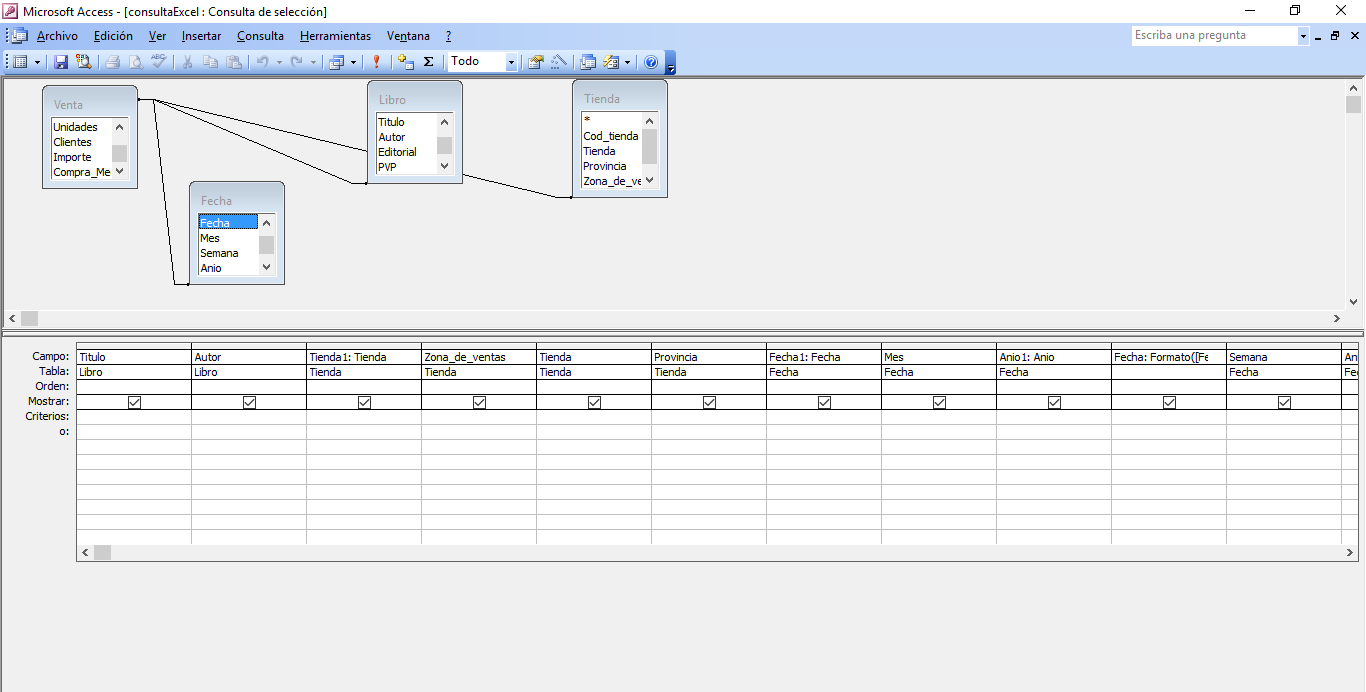 Microsoft Access - [consultaExcel : Consulta de selección]
Archivo Edición Ver Insertar Consulta Herramientas Ventana ? Escriba una pregunta
Todo
Venta
Unidades
Clientes
Importe
Compra_Me
Fecha
Fecha
Mes
Semana
Anio
Libro
Titulo
Autor
Editorial
PVP
Tienda
*
Cod_tienda
Tienda
Provincia
Zona_de_ve
Campo: Titulo Autor Tienda1: Tienda Zona_de_ventas Tienda Provincia Fecha1: Fecha Mes Anio1: Anio Fecha: Formato([Fe Semana An
Tabla: Libro Libro Tienda Tienda Tienda Tienda Fecha Fecha Fecha Fecha Fe
Orden:
Mostrar:
Criterios:
o: